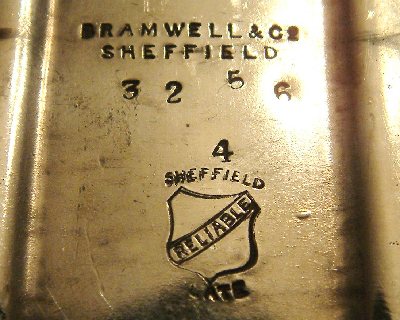 BRAMWELL & Co
SHEFFIELD
3 2 5 6
4
SHEFFIELD
RELIABLE